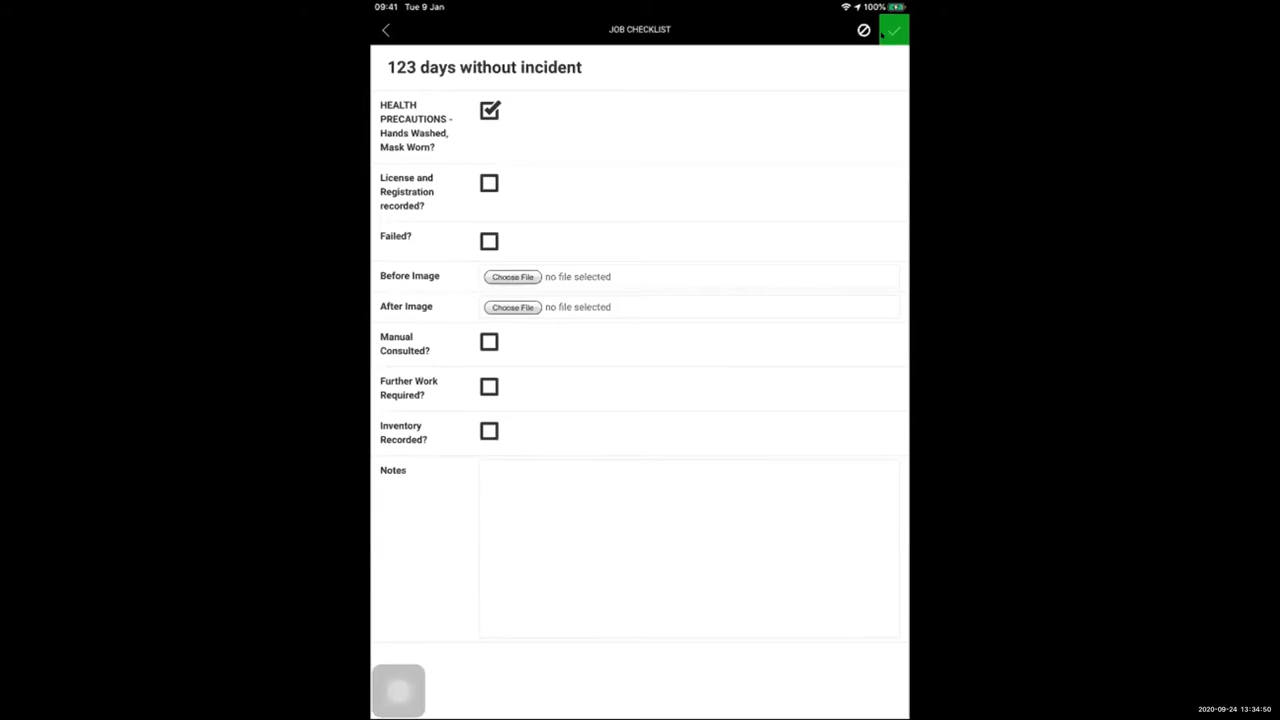 09:41 Tue 9 Jan 100%
JOB CHECKLIST
123 days without incident
HEALTH
PRECAUTIONS -
Hands Washed,
Mask Worn?
License and
Registration
recorded?
Failed?
Before Image Choose File no file selected
After Image Choose File no file selected
Manual
Consulted?
Further Work
Required?
Inventory
Recorded?
Notes
2020-09-24 13:34:50